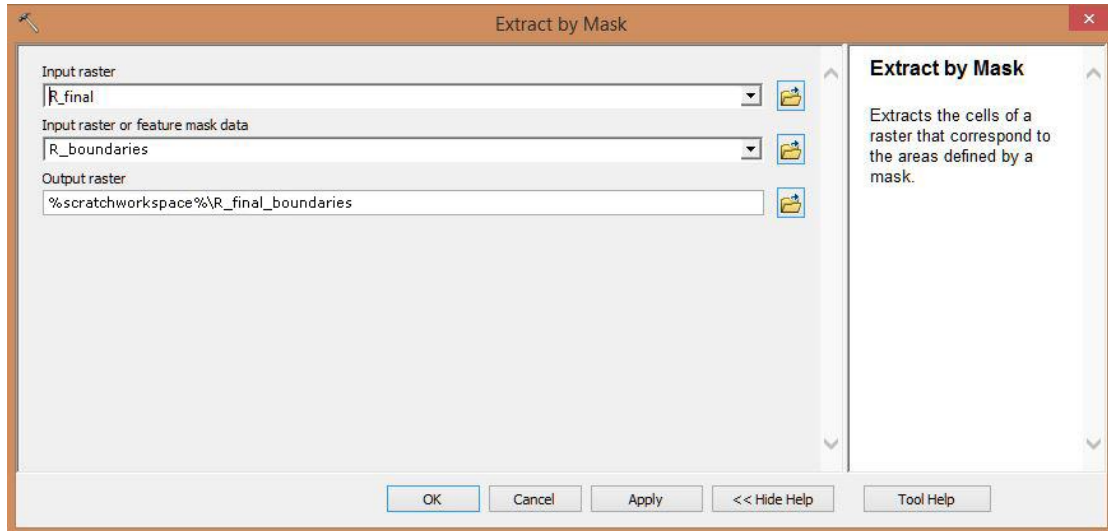 Extract by Mask
Input raster
R_final
Input raster or feature mask data
R_boundaries
Output raster
%scratchworkspace%\R_final_boundaries
Extract by Mask
Extracts the cells of a
raster that correspond to
the areas defined by a
mask.
OK Cancel Apply << Hide Help Tool Help